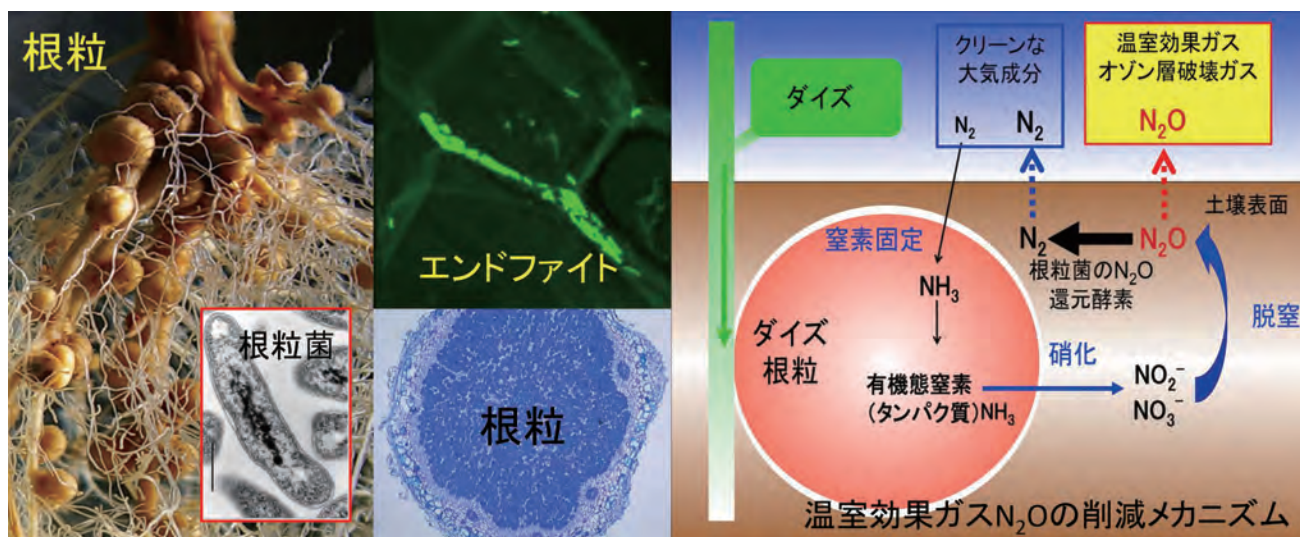 根粒
根粒菌
エンドファイト
根粒
ダイズ
クリーンな
大気成分
N₂ N₂
温室効果ガス
オゾン層破壊ガス
N₂O
土壌表面
窒素固定
NH₃
N₂ N₂O
根粒菌のN₂O
還元酵素
脱窒
ダイズ
根粒
有機態窒素
(タンパク質)NH₃
硝化
NO₂⁻
NO₃⁻
温室効果ガスN₂Oの削減メカニズム